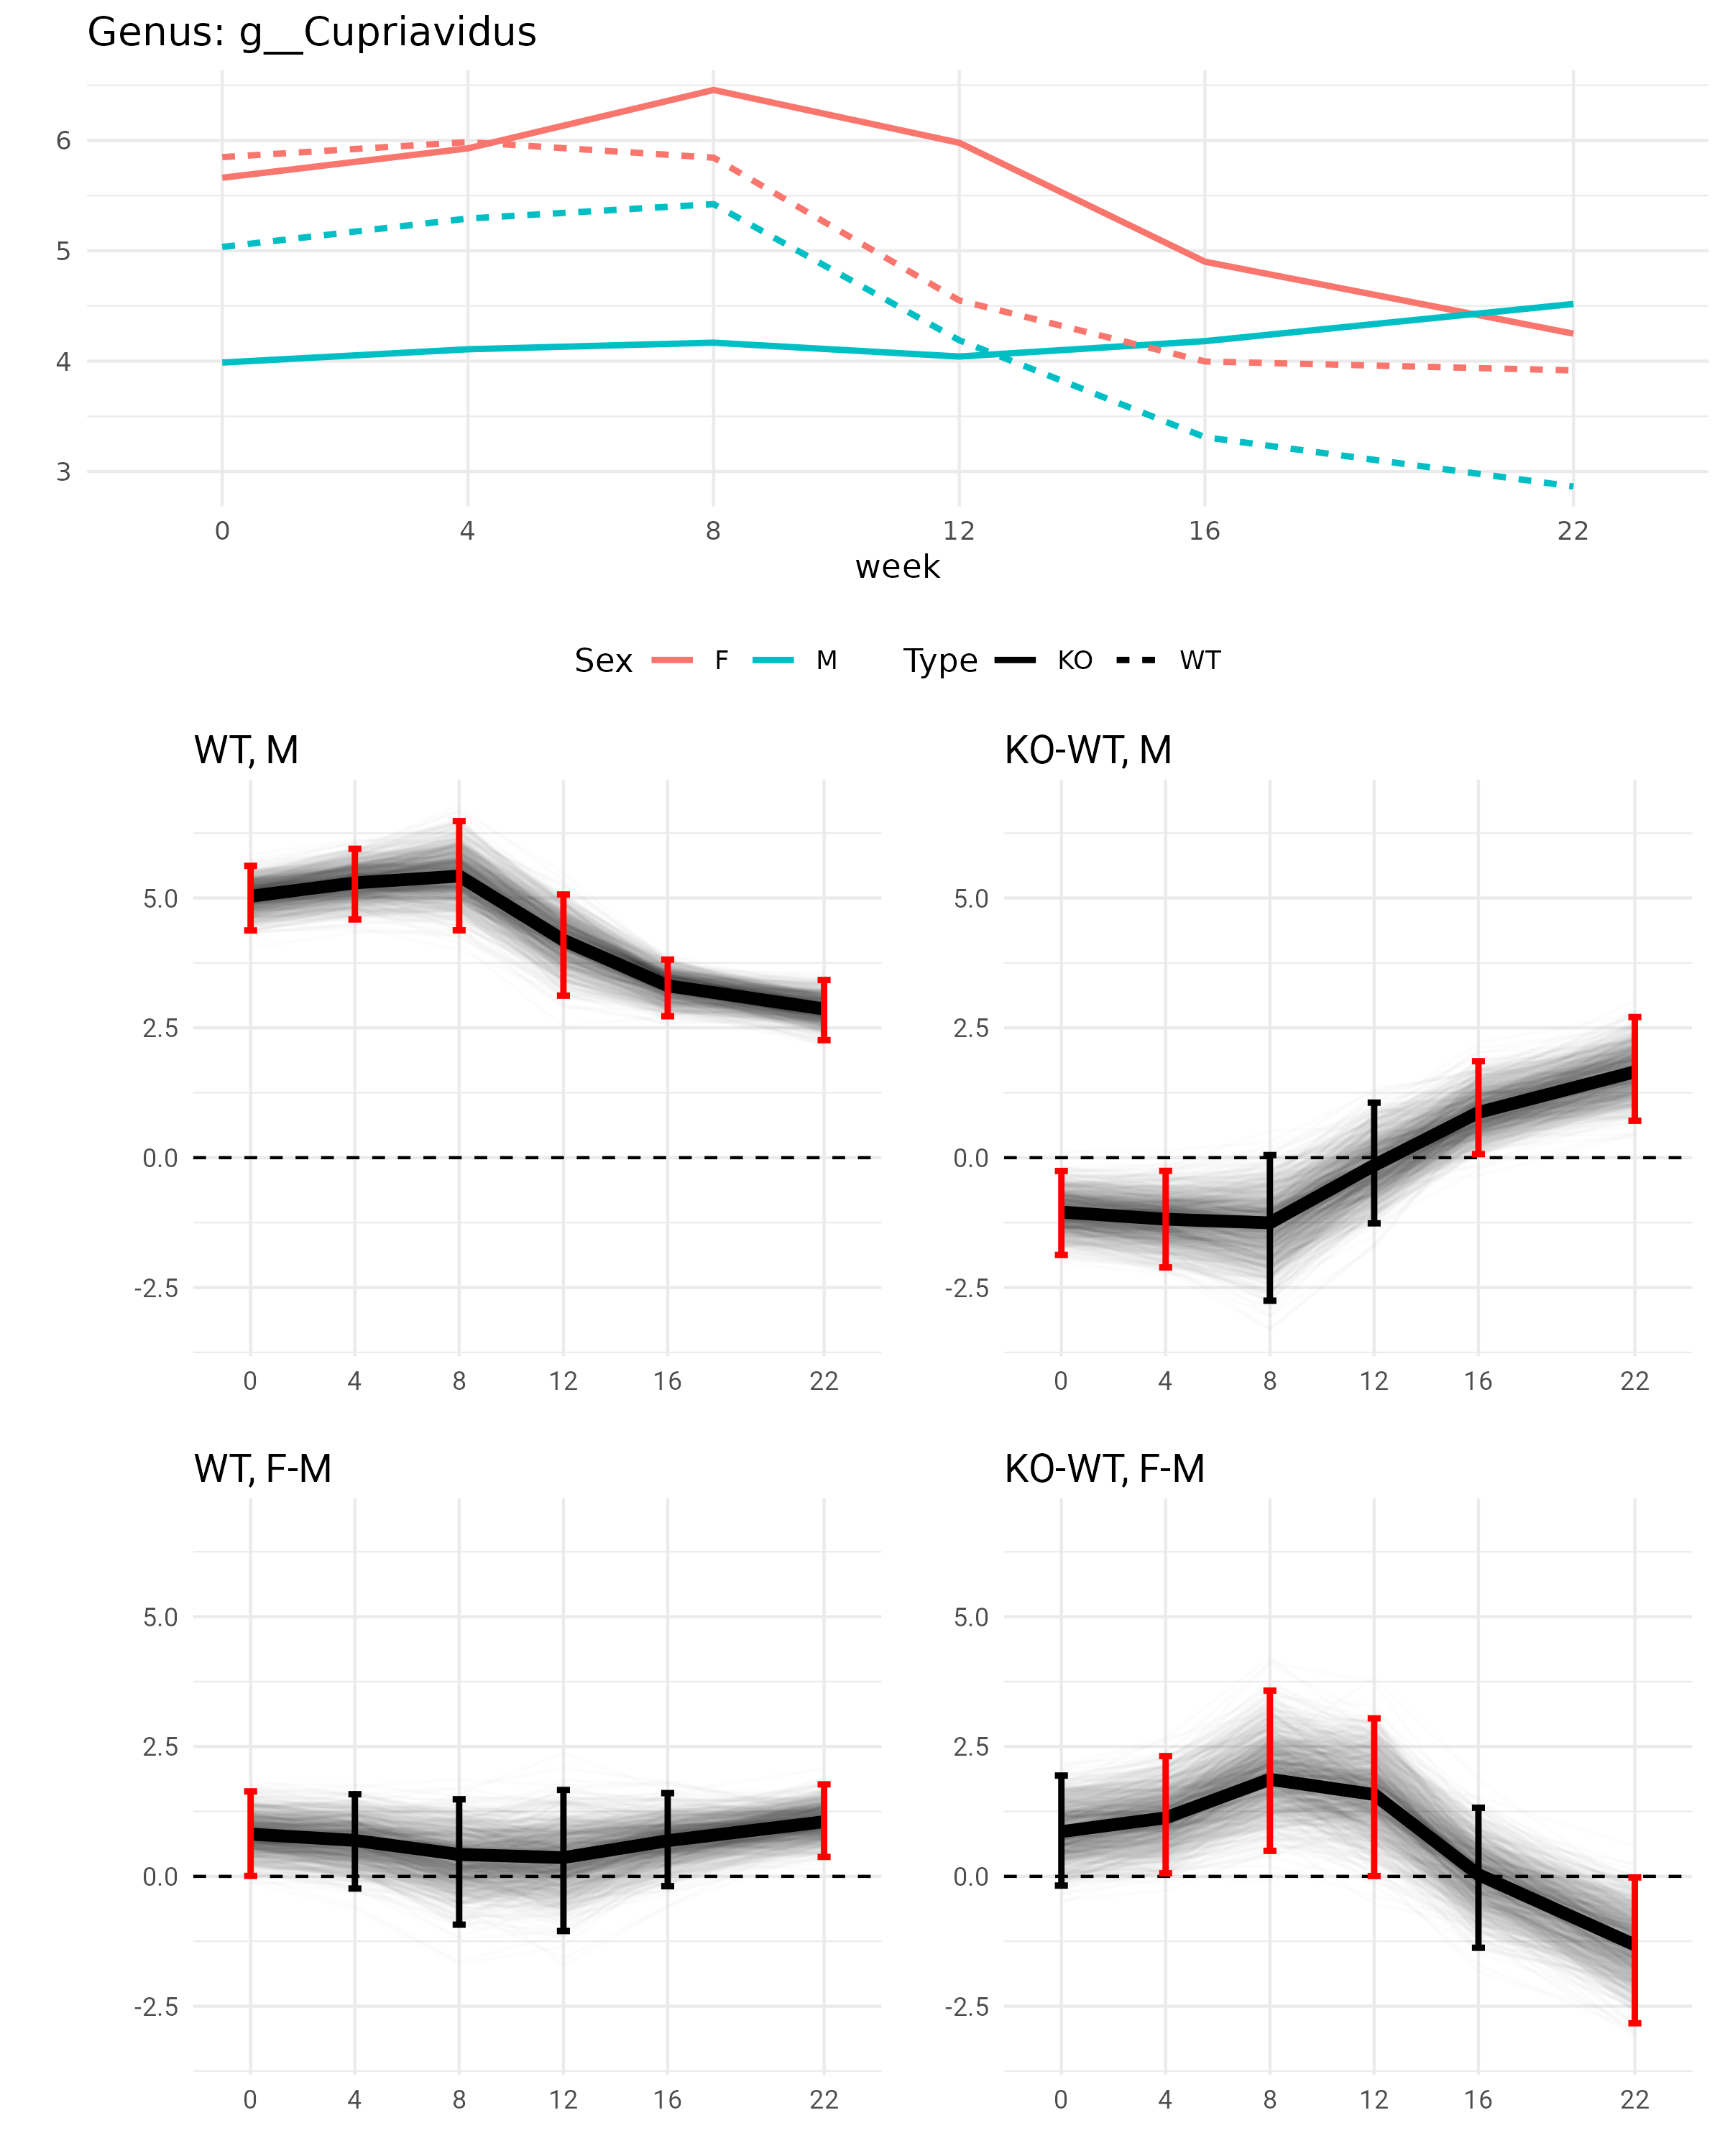 Genus: g__Cupriavidus
6
5
4
3
0 4 8 12 16 22
week
Sex F M Type KO WT
WT, M KO-WT, M
5.0 5.0
2.5 2.5
0.0 0.0
-2.5 -2.5
0 4 8 12 16 22 0 4 8 12 16 22
WT, F-M KO-WT, F-M
5.0 5.0
2.5 2.5
0.0 0.0
-2.5 -2.5
0 4 8 12 16 22 0 4 8 12 16 22